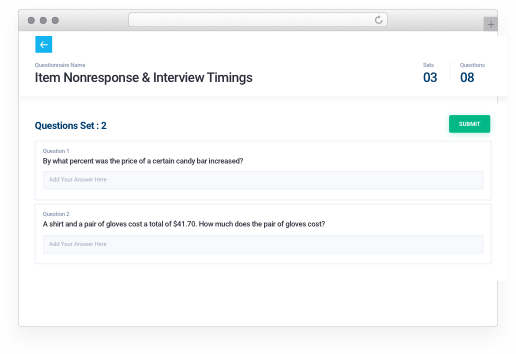 Questionnaire Name
Item Nonresponse & Interview Timings
Sets
03
Questions
08
Questions Set : 2
SUBMIT
Question 1
By what percent was the price of a certain candy bar increased?
Add Your Answer Here
Question 2
A shirt and a pair of gloves cost a total of $41.70. How much does the pair of gloves cost?
Add Your Answer Here